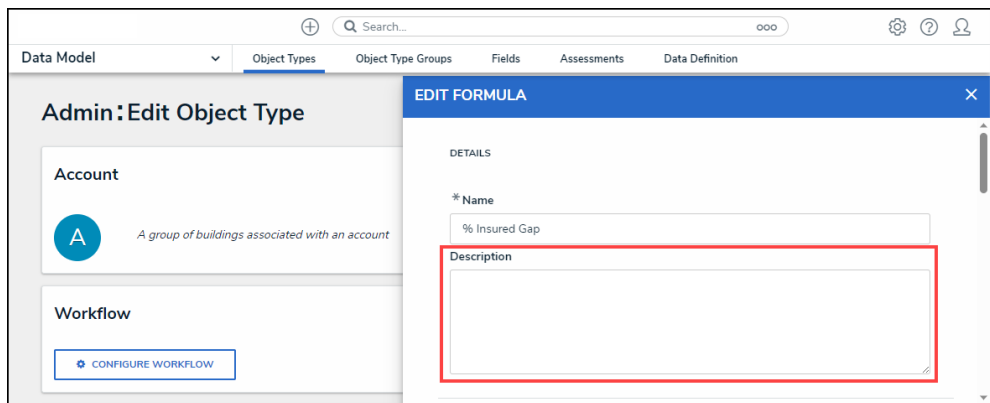 Search...
Data Model
Object Types
Object Type Groups
Fields
Assessments
Data Definition
Admin:Edit Object Type
Account
A
A group of buildings associated with an account
Workflow
CONFIGURE WORKFLOW
EDIT FORMULA
DETAILS
*Name
% Insured Gap
Description